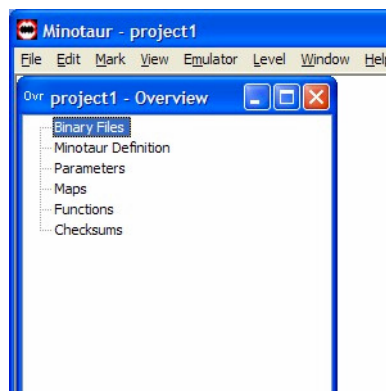 Minotaur - project1
File Edit Mark View Emulator Level Window Help
Ovr project1 - Overview
Binary Files
Minotaur Definition
Parameters
Maps
Functions
Checksums